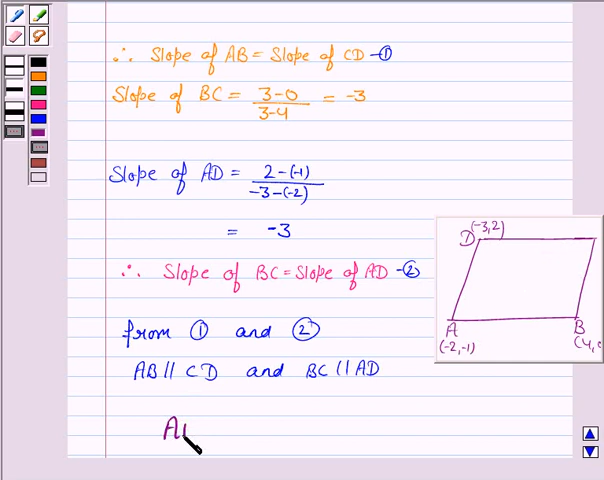 ∴ Slope of AB = Slope of CD -①
Slope of BC = 3-0 / 3-4 = -3
Slope of AD = 2-(-1) / -3-(-2)
= -3
∴ Slope of BC = Slope of AD -②
from ① and ②
AB || CD and BC || AD
D (-3,2)
A B
(-2,-1) (4,